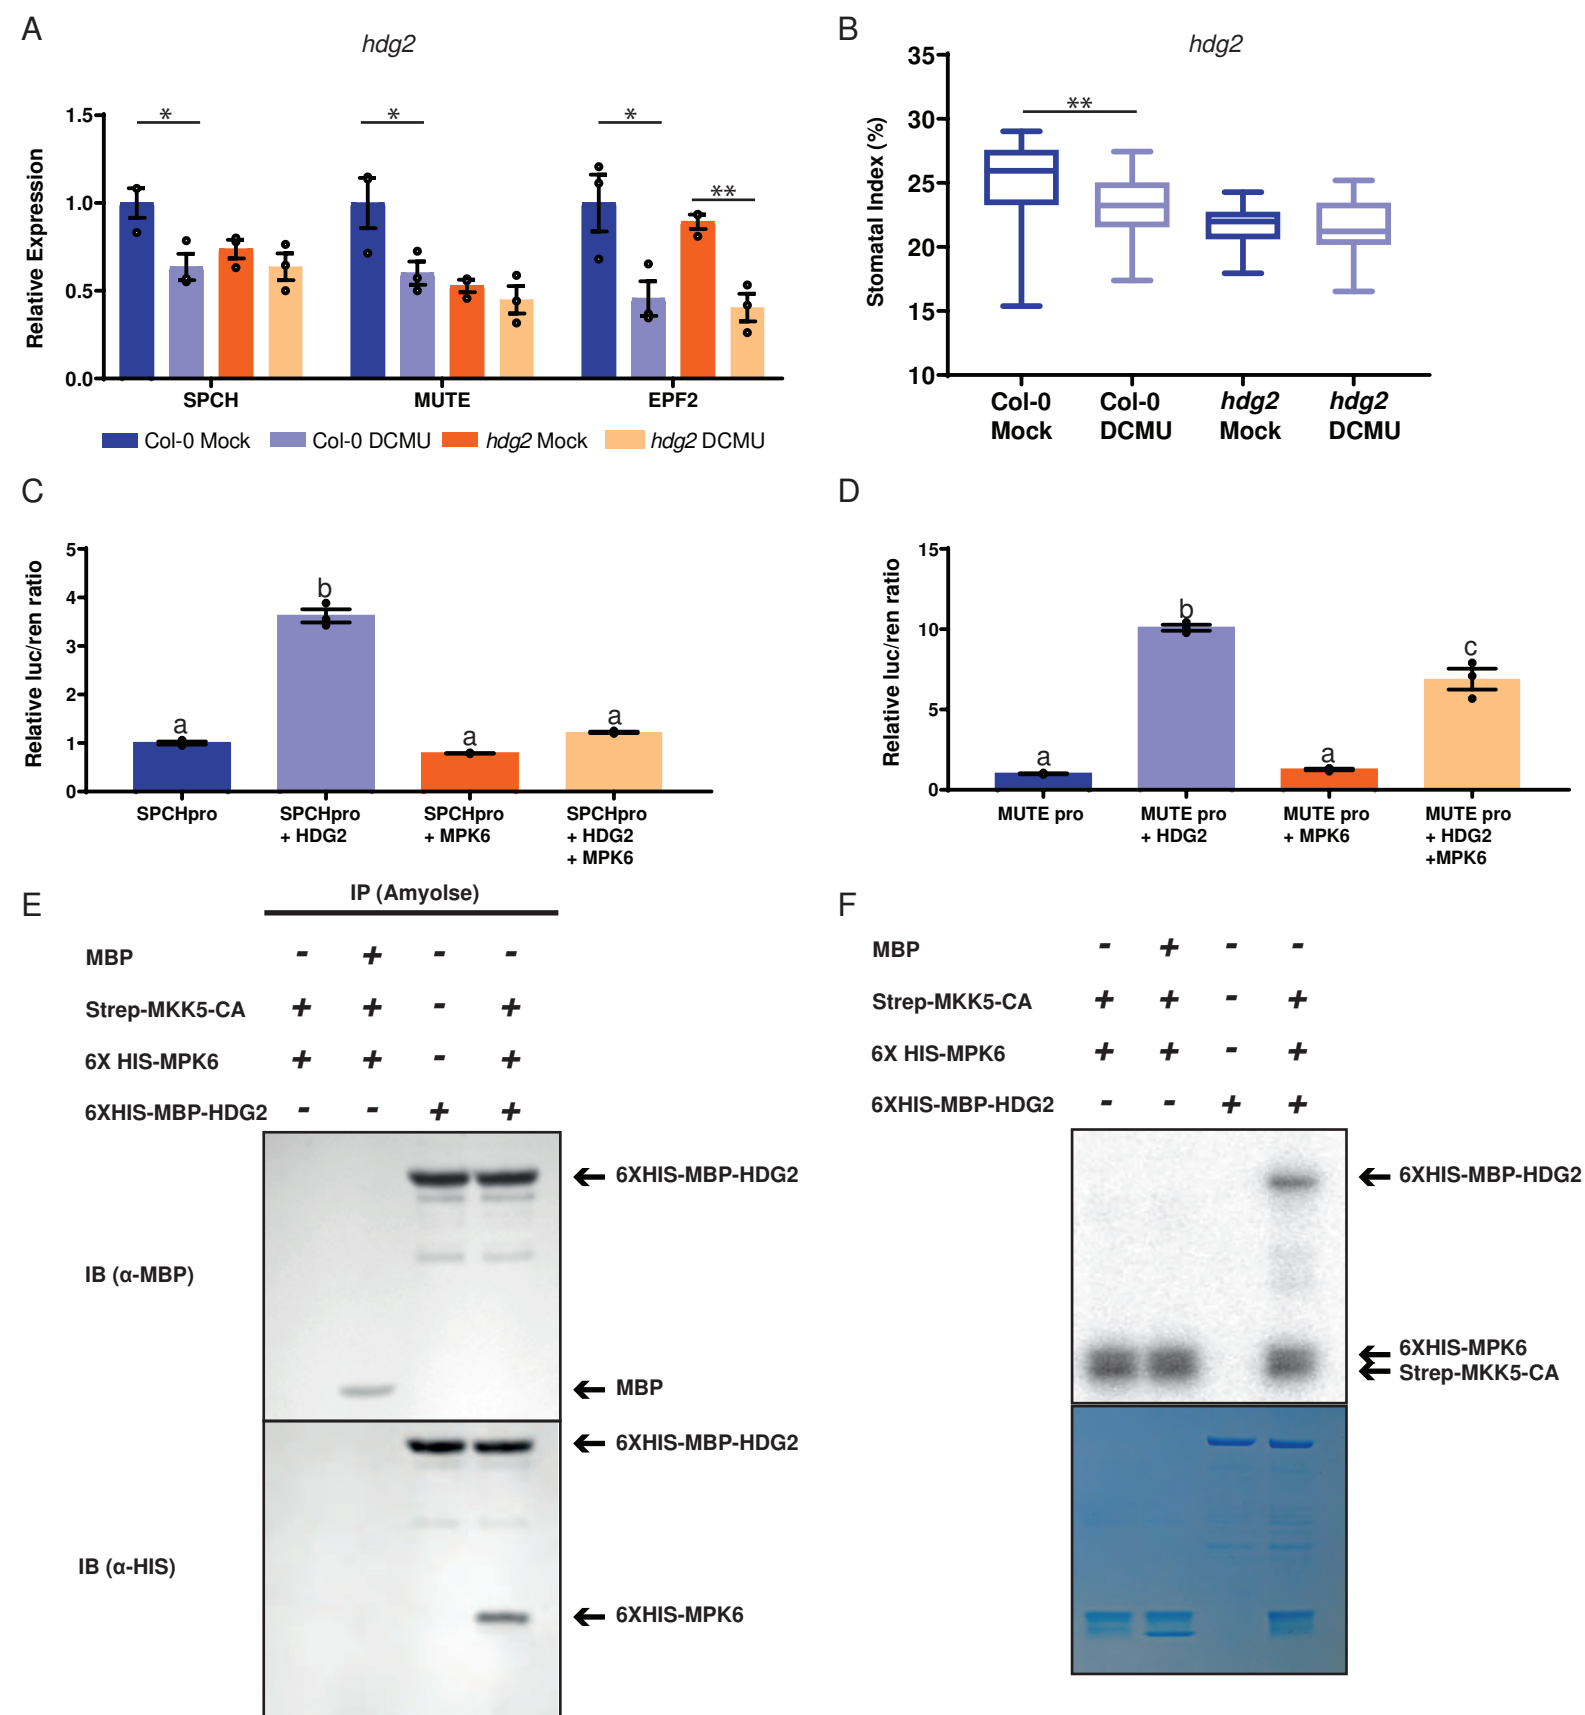 A
hdg2
Relative Expression
1.5
1.0
0.5
0.0
*
*
*
**
SPCH
MUTE
EPF2
Col-0 Mock
Col-0 DCMU
hdg2 Mock
hdg2 DCMU
B
hdg2
Stomatal Index (%)
35
30
25
20
15
10
**
Col-0
Mock
Col-0
DCMU
hdg2
Mock
hdg2
DCMU
C
Relative luc/ren ratio
5
4
3
2
1
0
a
b
a
a
SPCHpro
SPCHpro
+ HDG2
SPCHpro
+ MPK6
SPCHpro
+ HDG2
+ MPK6
D
Relative luc/ren ratio
15
10
5
0
a
b
a
c
MUTE pro
MUTE pro
+ HDG2
MUTE pro
+ MPK6
MUTE pro
+ HDG2
+MPK6
E
IP (Amyolse)
MBP - + - -
Strep-MKK5-CA + + - +
6X HIS-MPK6 + + - +
6XHIS-MBP-HDG2 - - + +
IB (α-MBP)
6XHIS-MBP-HDG2
MBP
IB (α-HIS)
6XHIS-MBP-HDG2
6XHIS-MPK6
F
MBP - + - -
Strep-MKK5-CA + + - +
6X HIS-MPK6 + + - +
6XHIS-MBP-HDG2 - - + +
6XHIS-MBP-HDG2
6XHIS-MPK6
Strep-MKK5-CA